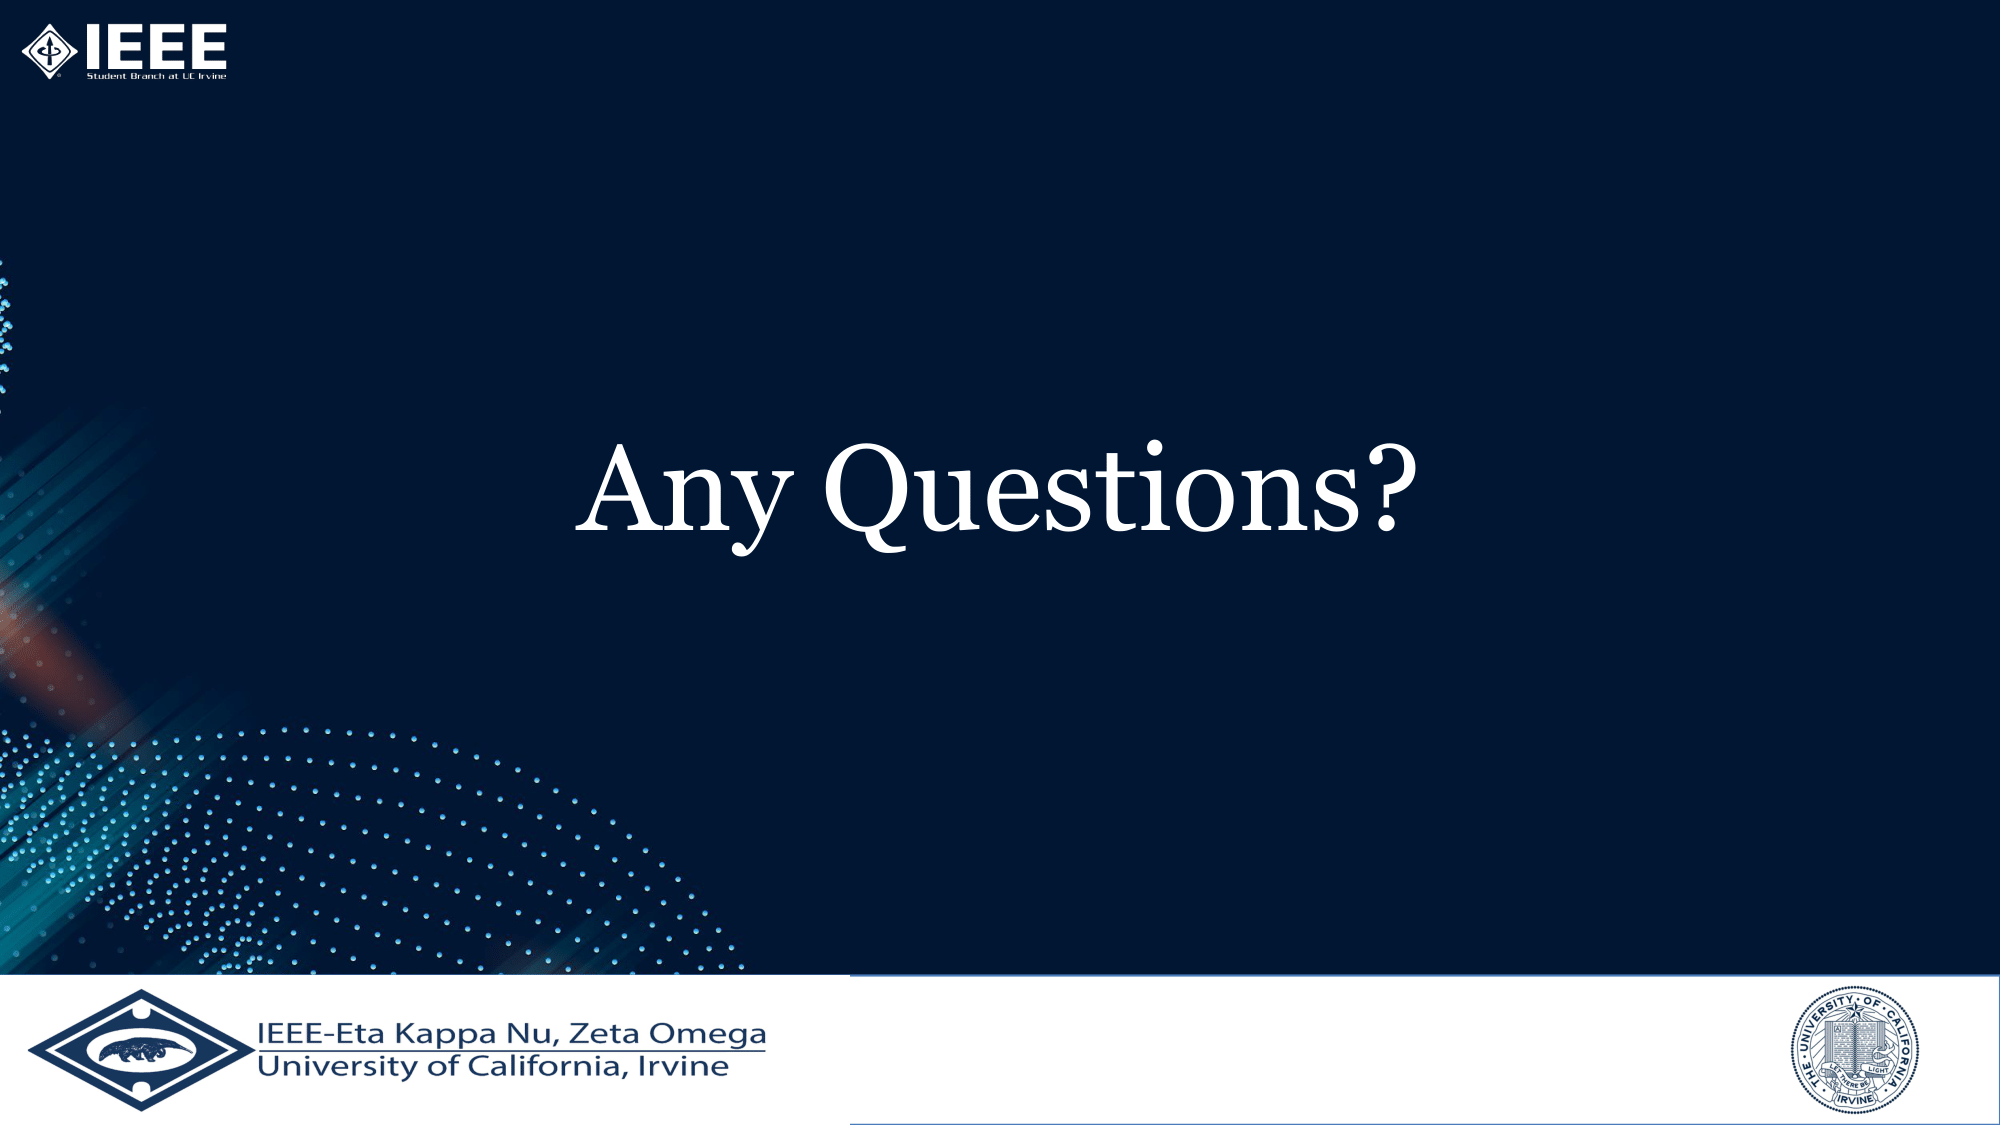 IEEE
Student Branch at UC Irvine
Any Questions?
IEEE-Eta Kappa Nu, Zeta Omega
University of California, Irvine
THE · UNIVERSITY · OF · CALIFORNIA
LET THERE BE LIGHT
IRVINE